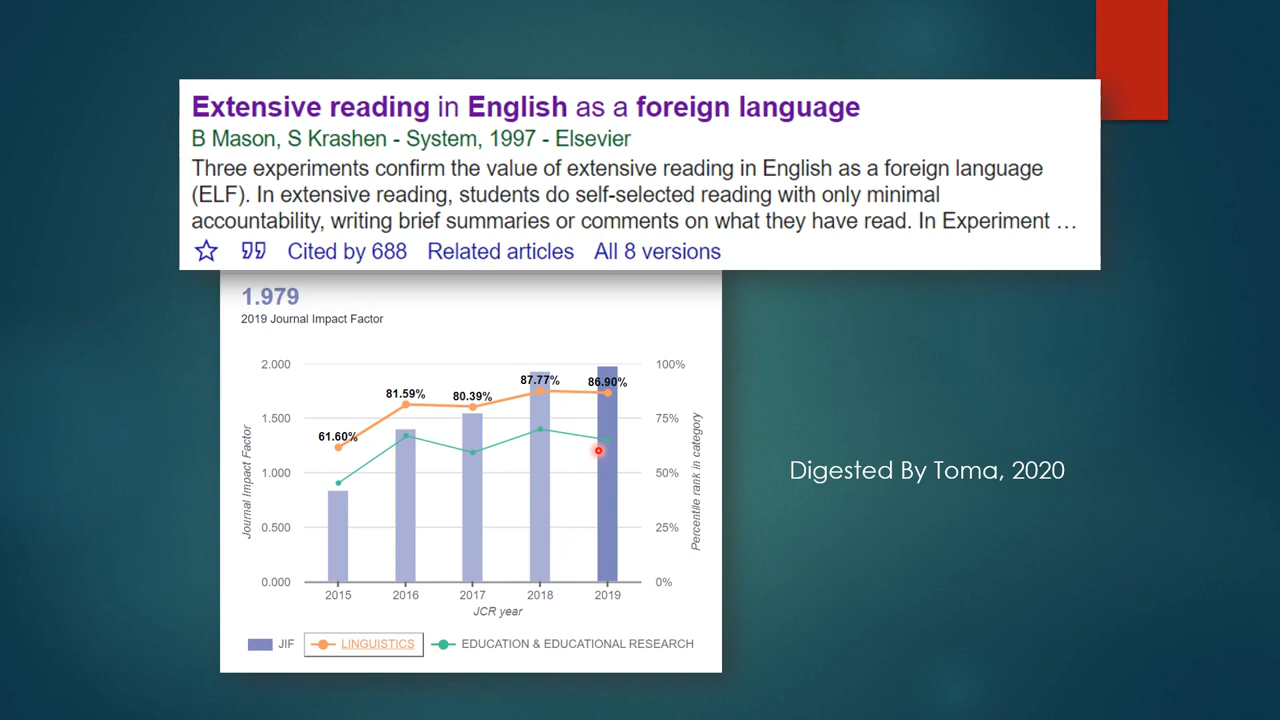 Extensive reading in English as a foreign language
B Mason, S Krashen - System, 1997 - Elsevier
Three experiments confirm the value of extensive reading in English as a foreign language
(ELF). In extensive reading, students do self-selected reading with only minimal
accountability, writing brief summaries or comments on what they have read. In Experiment …
Cited by 688 Related articles All 8 versions
1.979
2019 Journal Impact Factor
2.000 100%
87.77% 86.90%
81.59%
80.39%
1.500 75%
61.60%
1.000 50%
0.500 25%
0.000 0%
Journal Impact Factor
Percentile rank in category
2015 2016 2017 2018 2019
JCR year
JIF LINGUISTICS EDUCATION & EDUCATIONAL RESEARCH
Digested By Toma, 2020